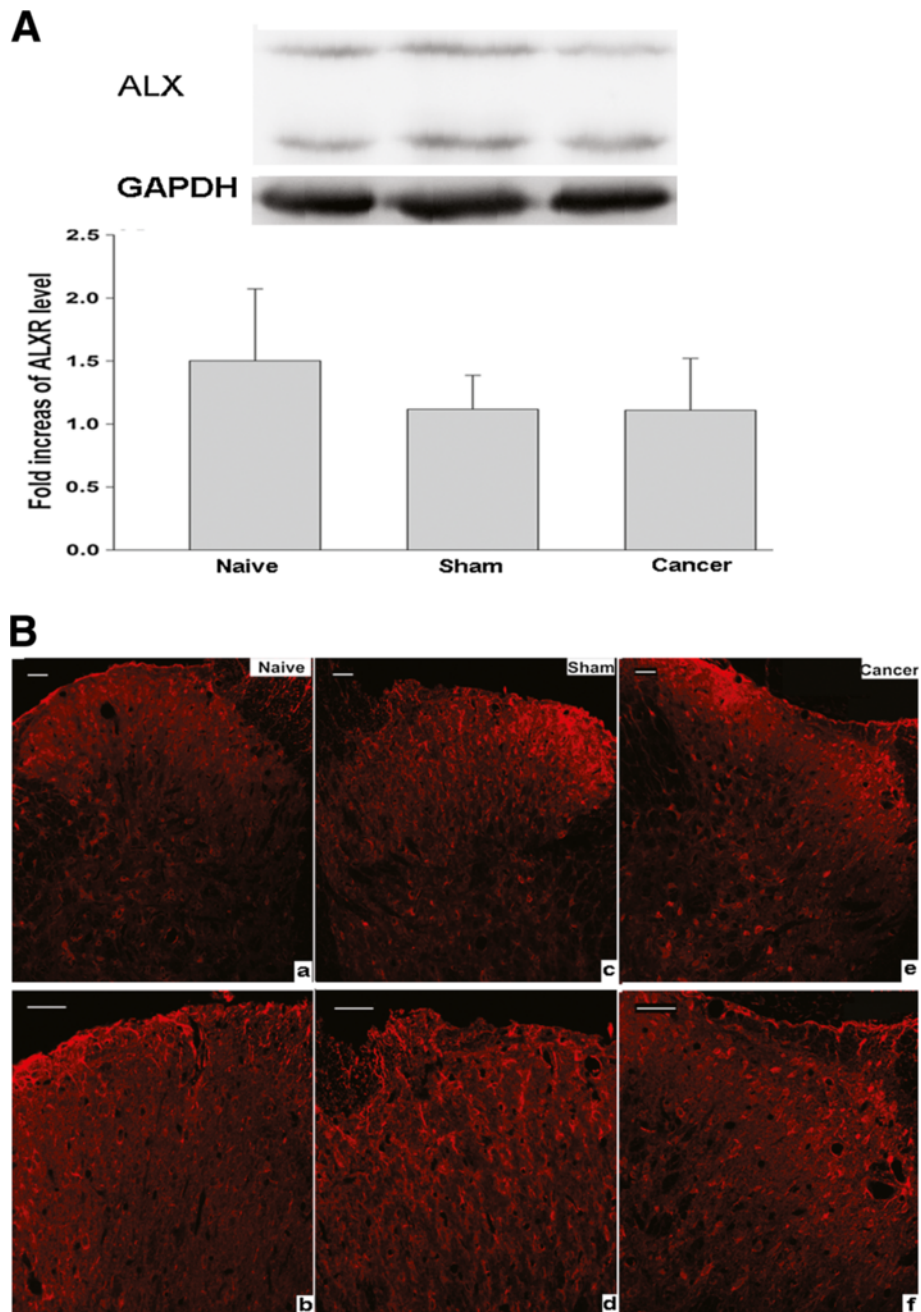 A
ALX
GAPDH
2.5
2.0
1.5
1.0
0.5
0.0
Fold increas of ALXR level
Naive Sham Cancer
B
Naive Sham Cancer
a c e
b d f